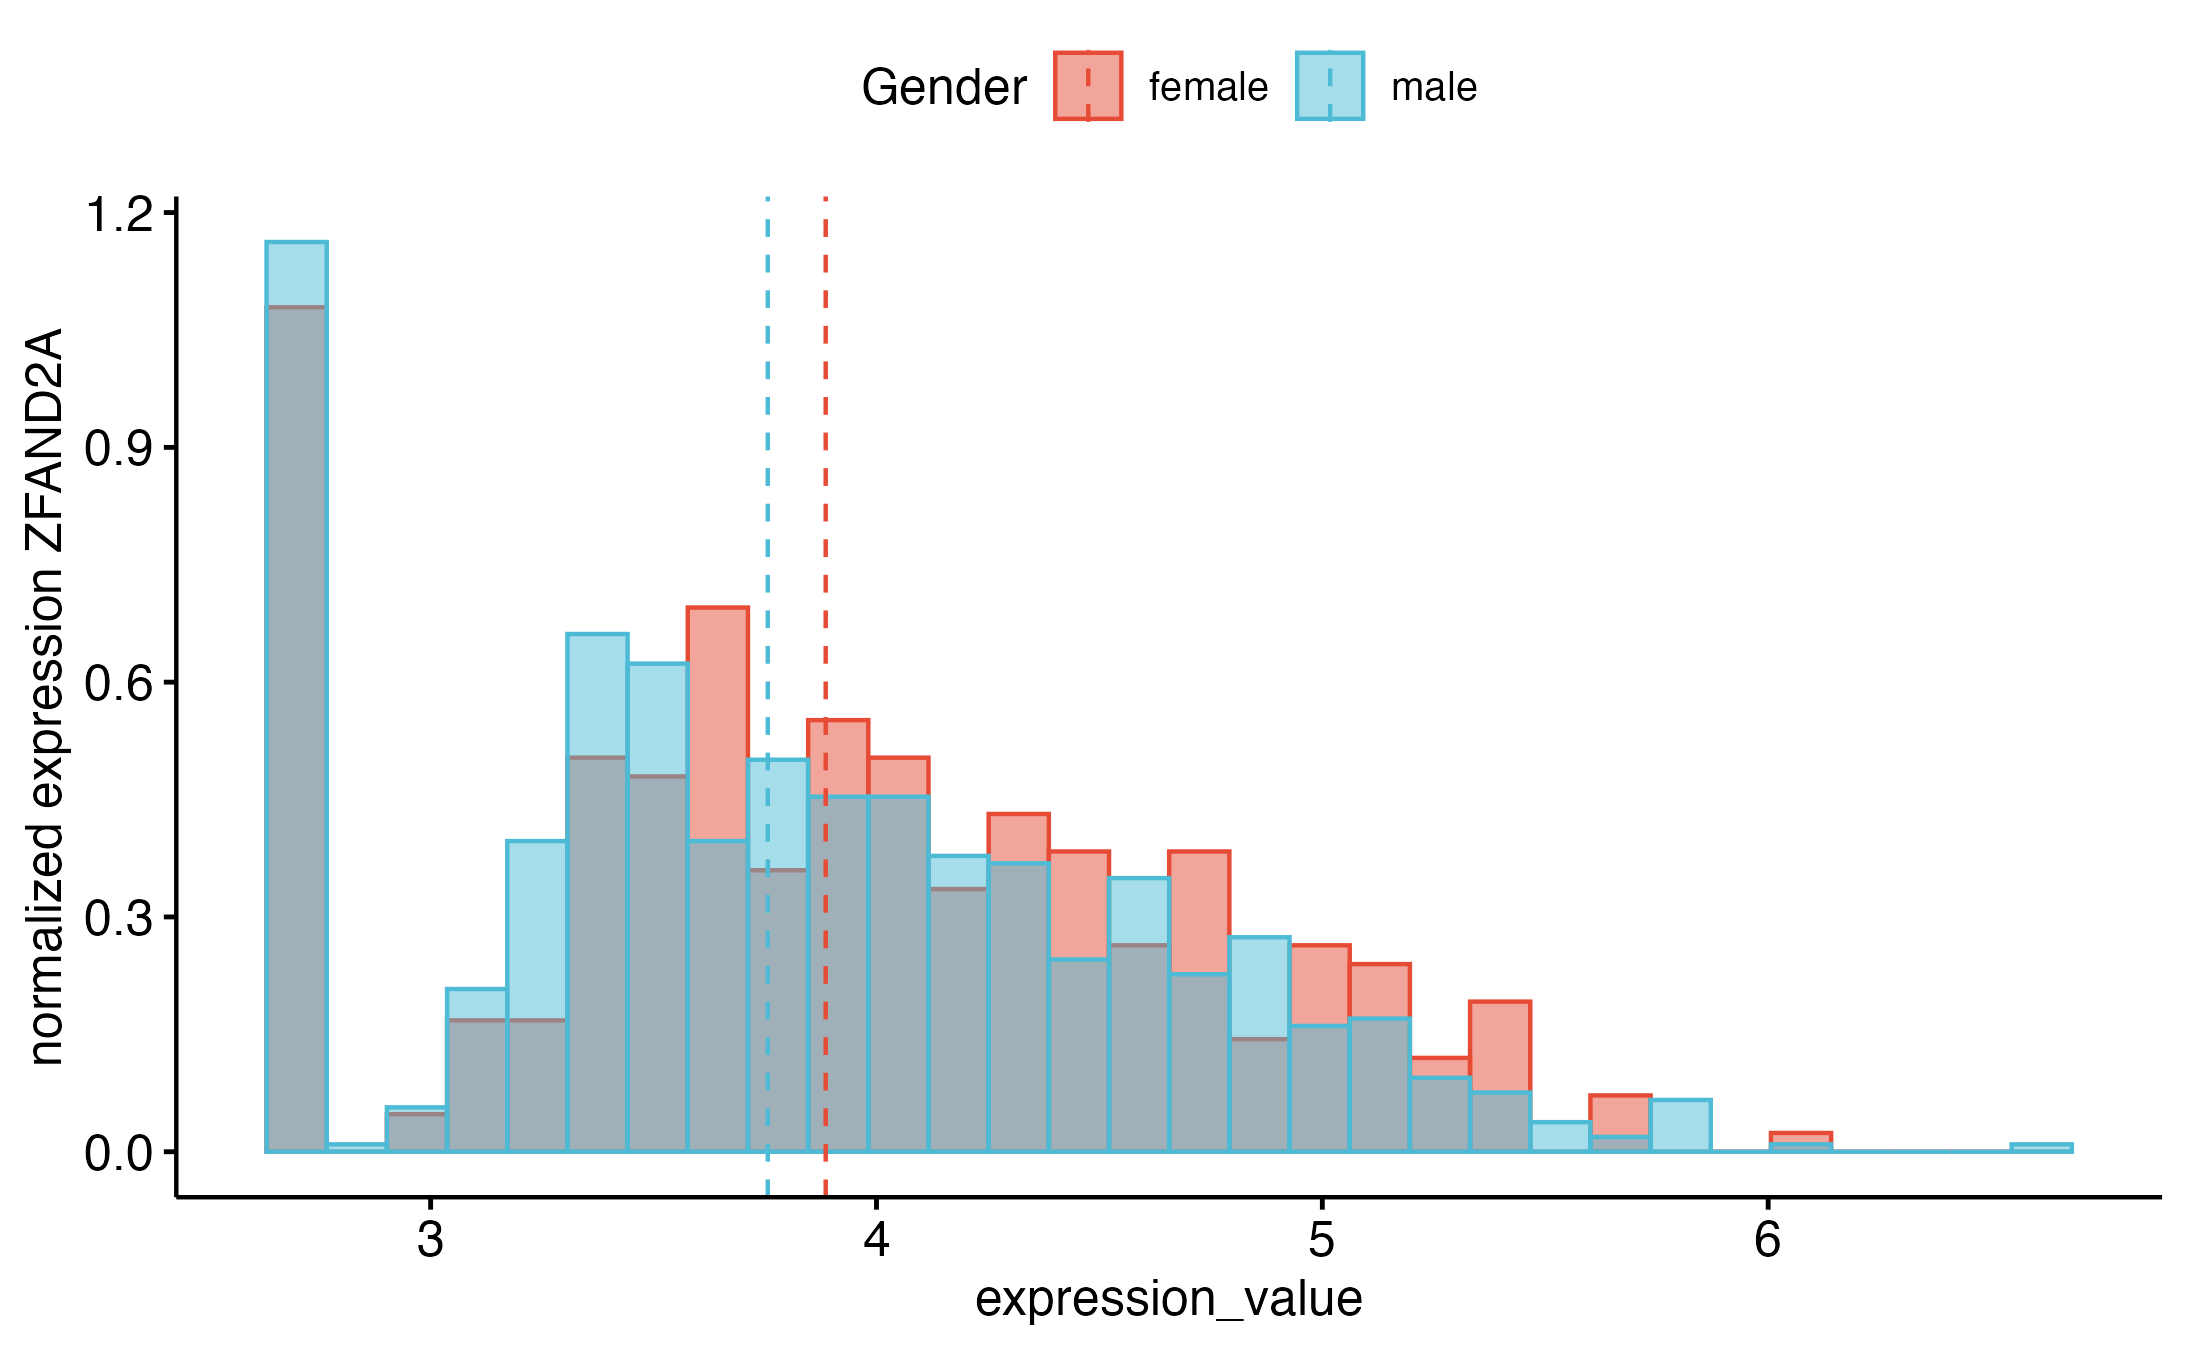 Gender female male
normalized expression ZFAND2A
1.2
0.9
0.6
0.3
0.0
3 4 5 6
expression_value